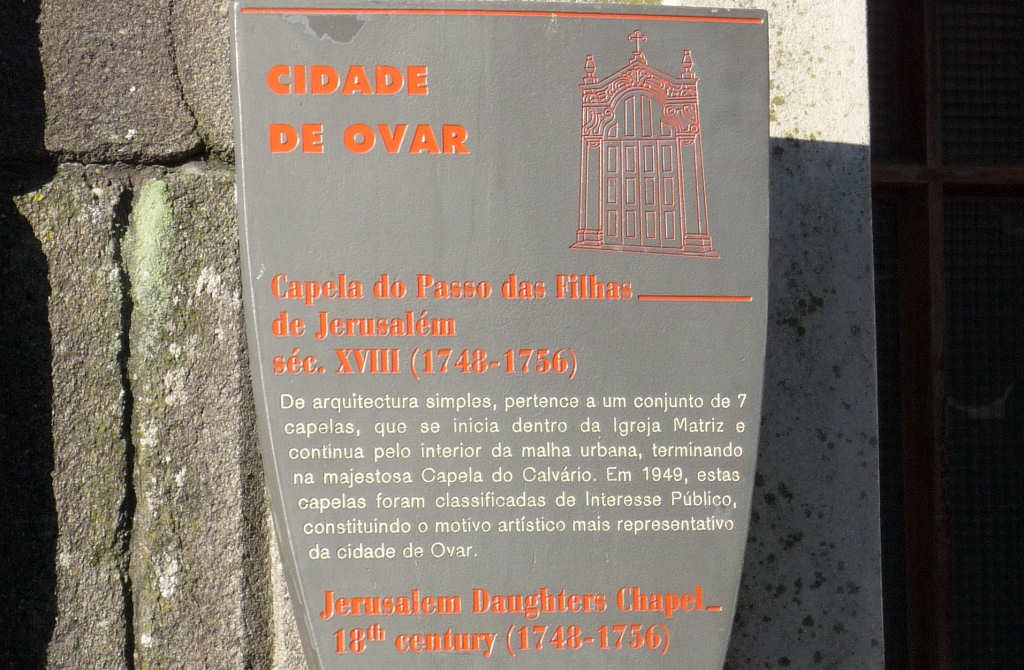 CIDADE
DE OVAR
Capela do Passo das Filhas
de Jerusalém
séc. XVIII (1748-1756)
De arquitectura simples, pertence a um conjunto de 7
capelas, que se inicia dentro da Igreja Matriz e
continua pelo interior da malha urbana, terminando
na majestosa Capela do Calvário. Em 1949, estas
capelas foram classificadas de Interesse Público,
constituindo o motivo artístico mais representativo
da cidade de Ovar.
Jerusalem Daughters Chapel
18th century (1748-1756)